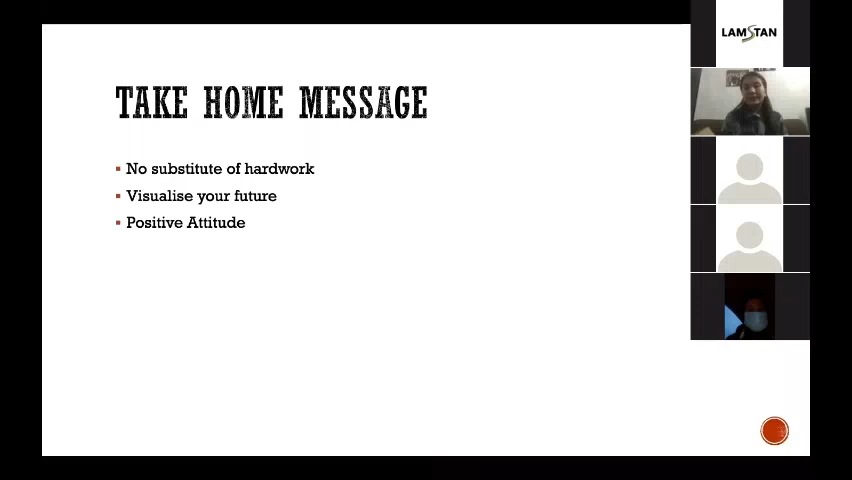 TAKE HOME MESSAGE
No substitute of hardwork
Visualise your future
Positive Attitude
LAMSTAN